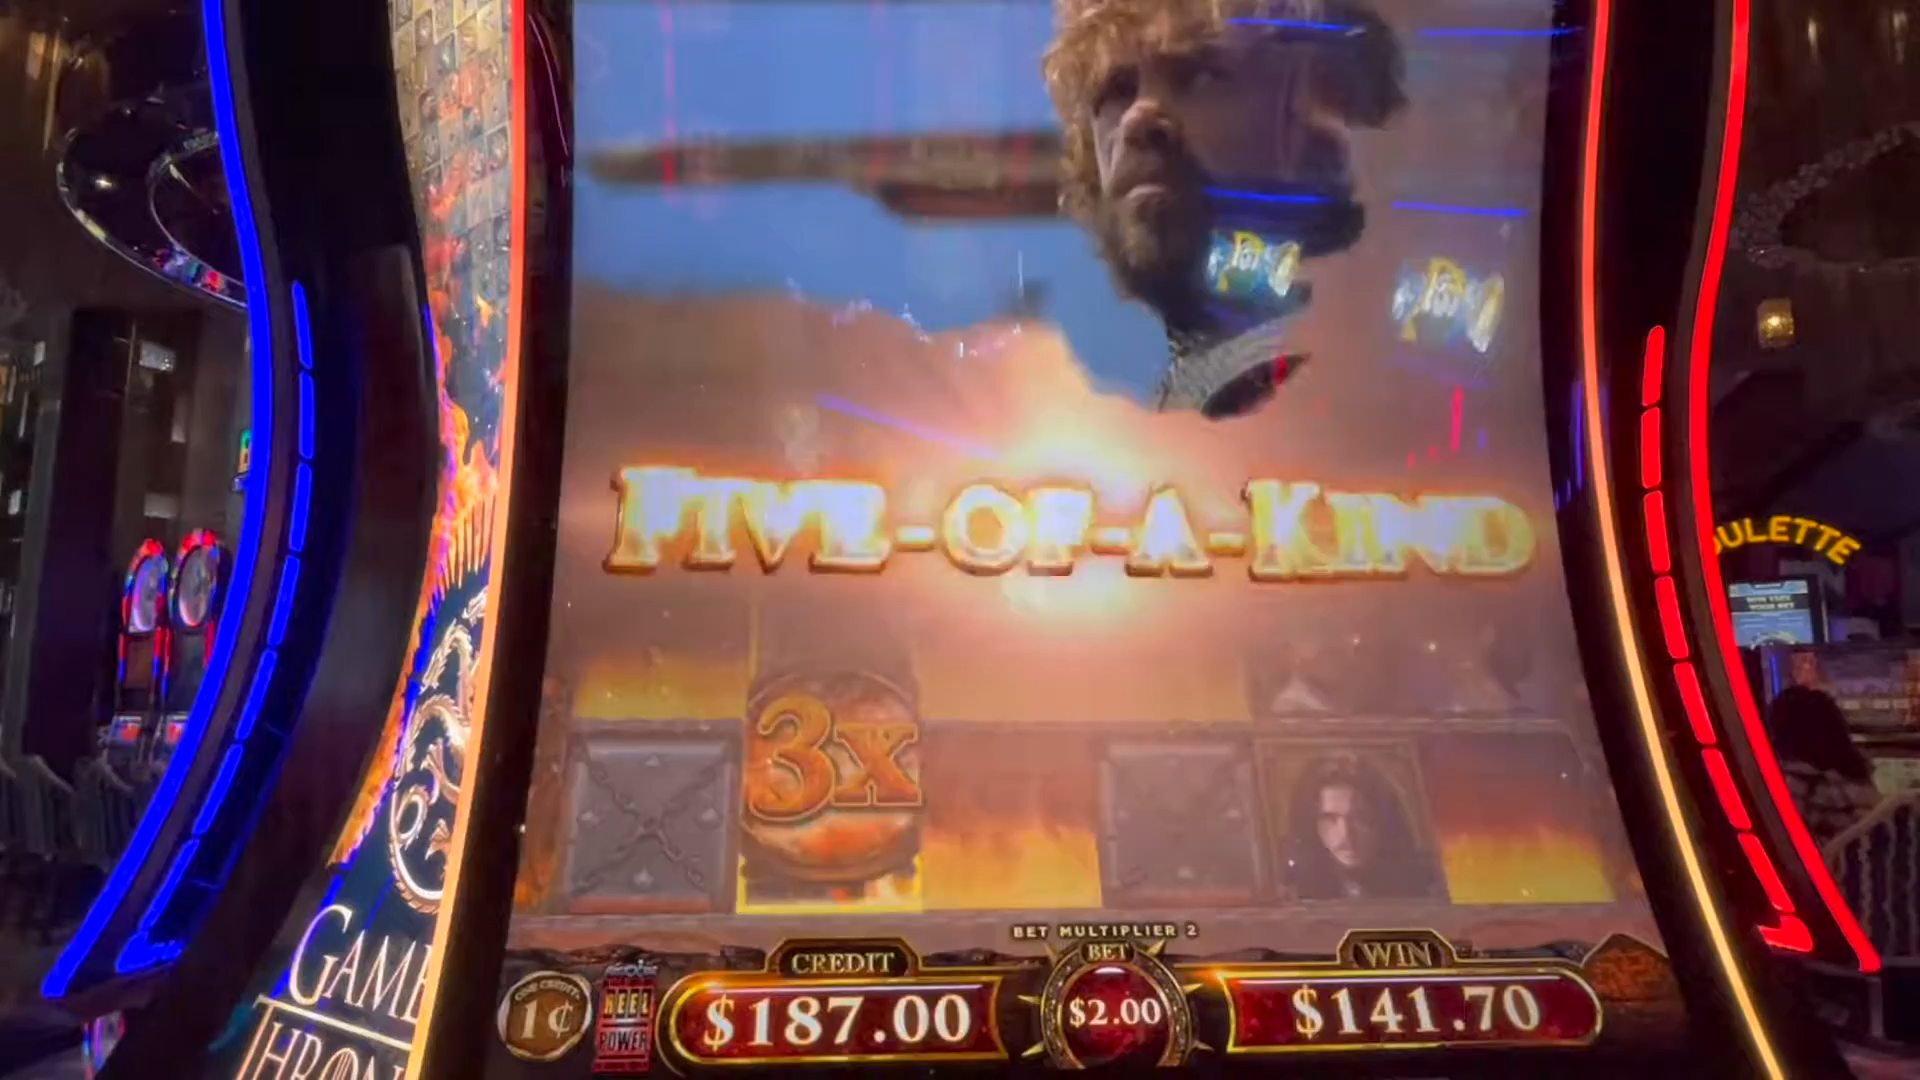 FIVE-OF-A-KIND
3x
BET MULTIPLIER 2
CREDIT
BET
WIN
1¢
REEL
POWER
$187.00
$2.00
$141.70
GAME
THRON
OULETTE